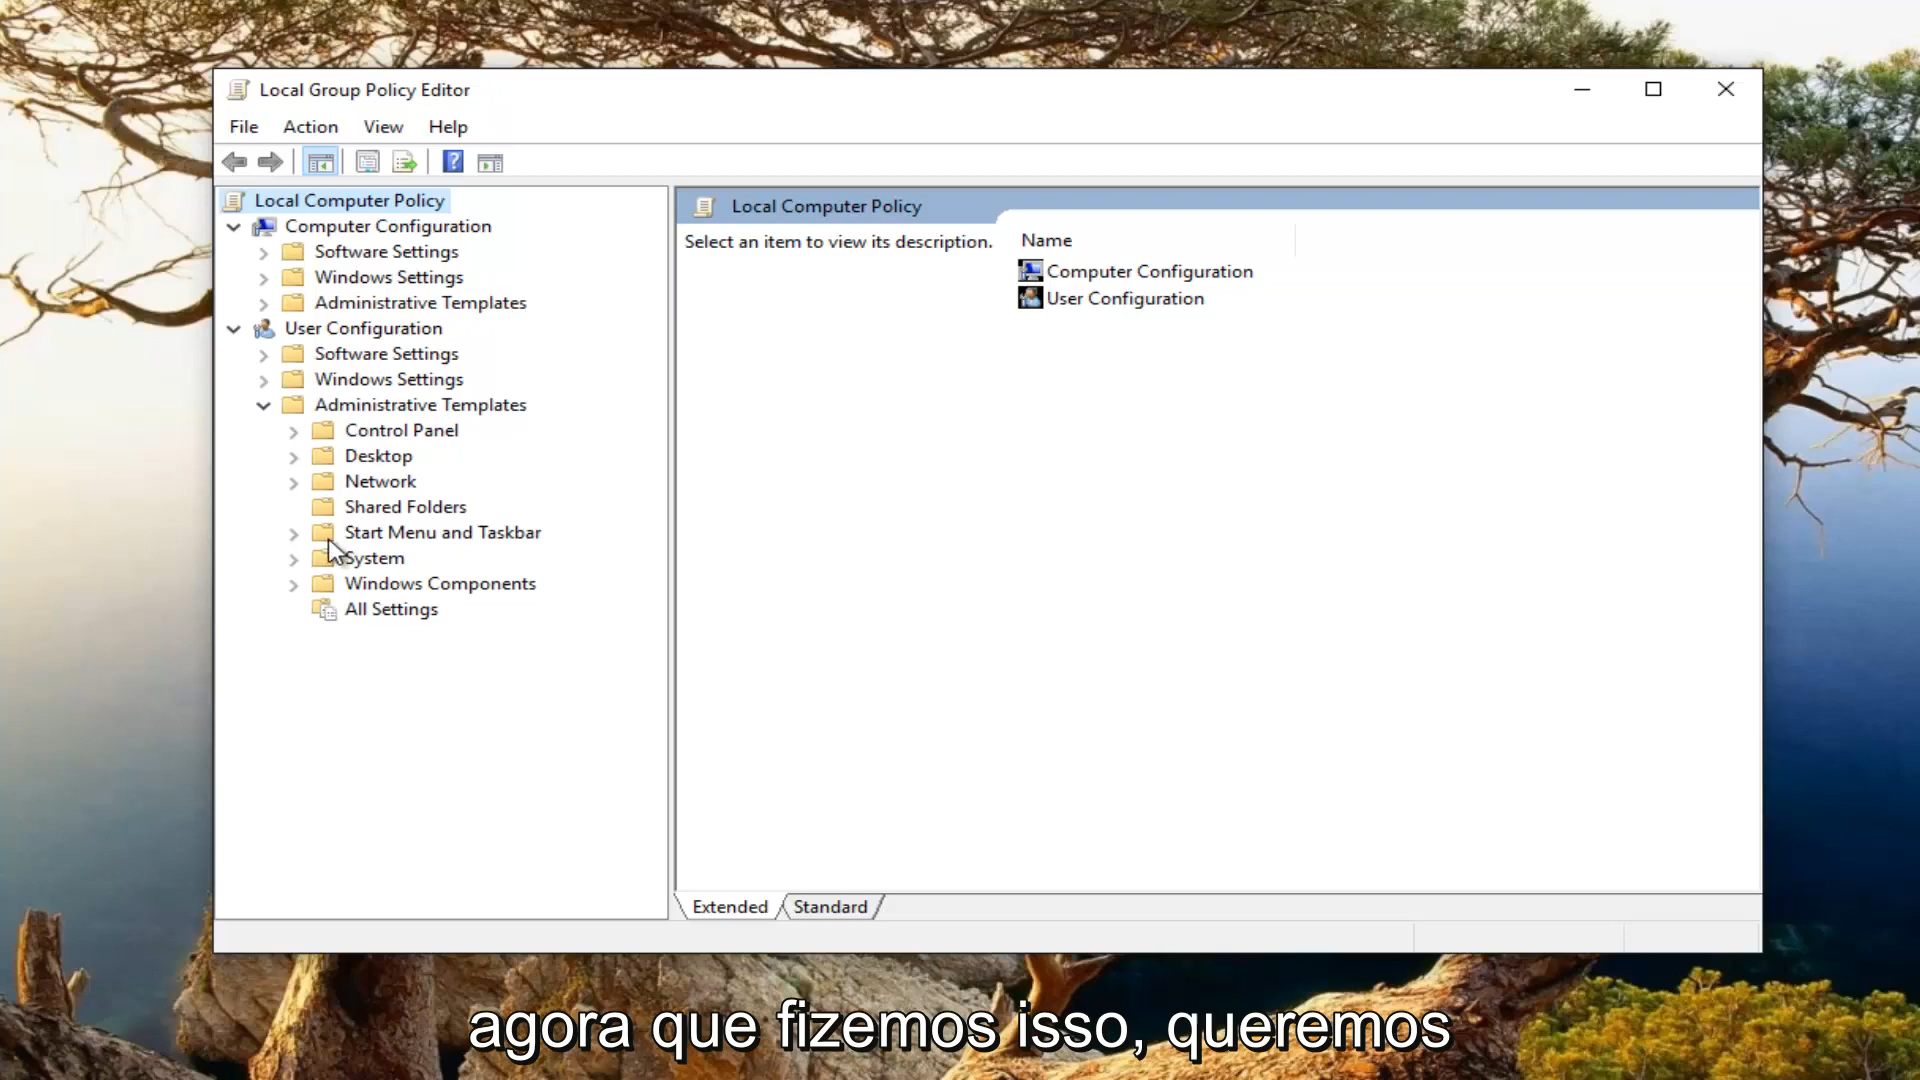 Local Group Policy Editor
File Action View Help
Local Computer Policy
Computer Configuration
Software Settings
Windows Settings
Administrative Templates
User Configuration
Software Settings
Windows Settings
Administrative Templates
Control Panel
Desktop
Network
Shared Folders
Start Menu and Taskbar
System
Windows Components
All Settings
Local Computer Policy
Select an item to view its description.
Name
Computer Configuration
User Configuration
Extended Standard
agora que fizemos isso, queremos